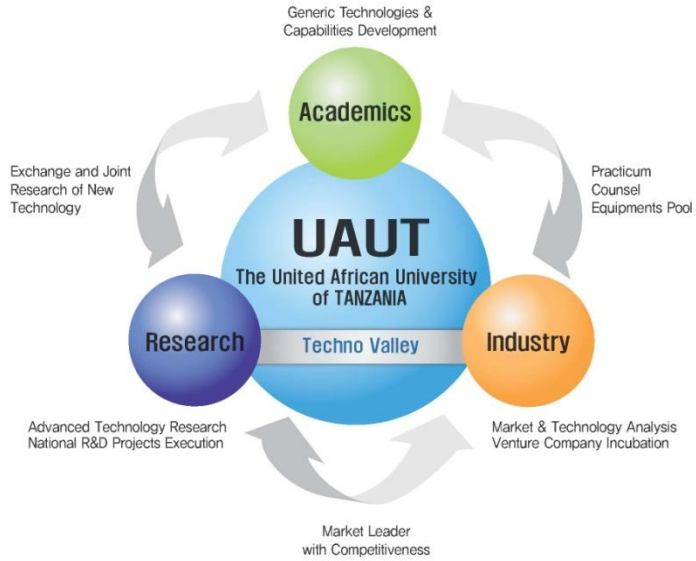 Generic Technologies &
Capabilities Development
Academics
Exchange and Joint
Research of New
Technology
Practicum
Counsel
Equipments Pool
UAUT
The United African University
of TANZANIA
Research
Techno Valley
Industry
Advanced Technology Research
National R&D Projects Execution
Market & Technology Analysis
Venture Company Incubation
Market Leader
with Competitiveness